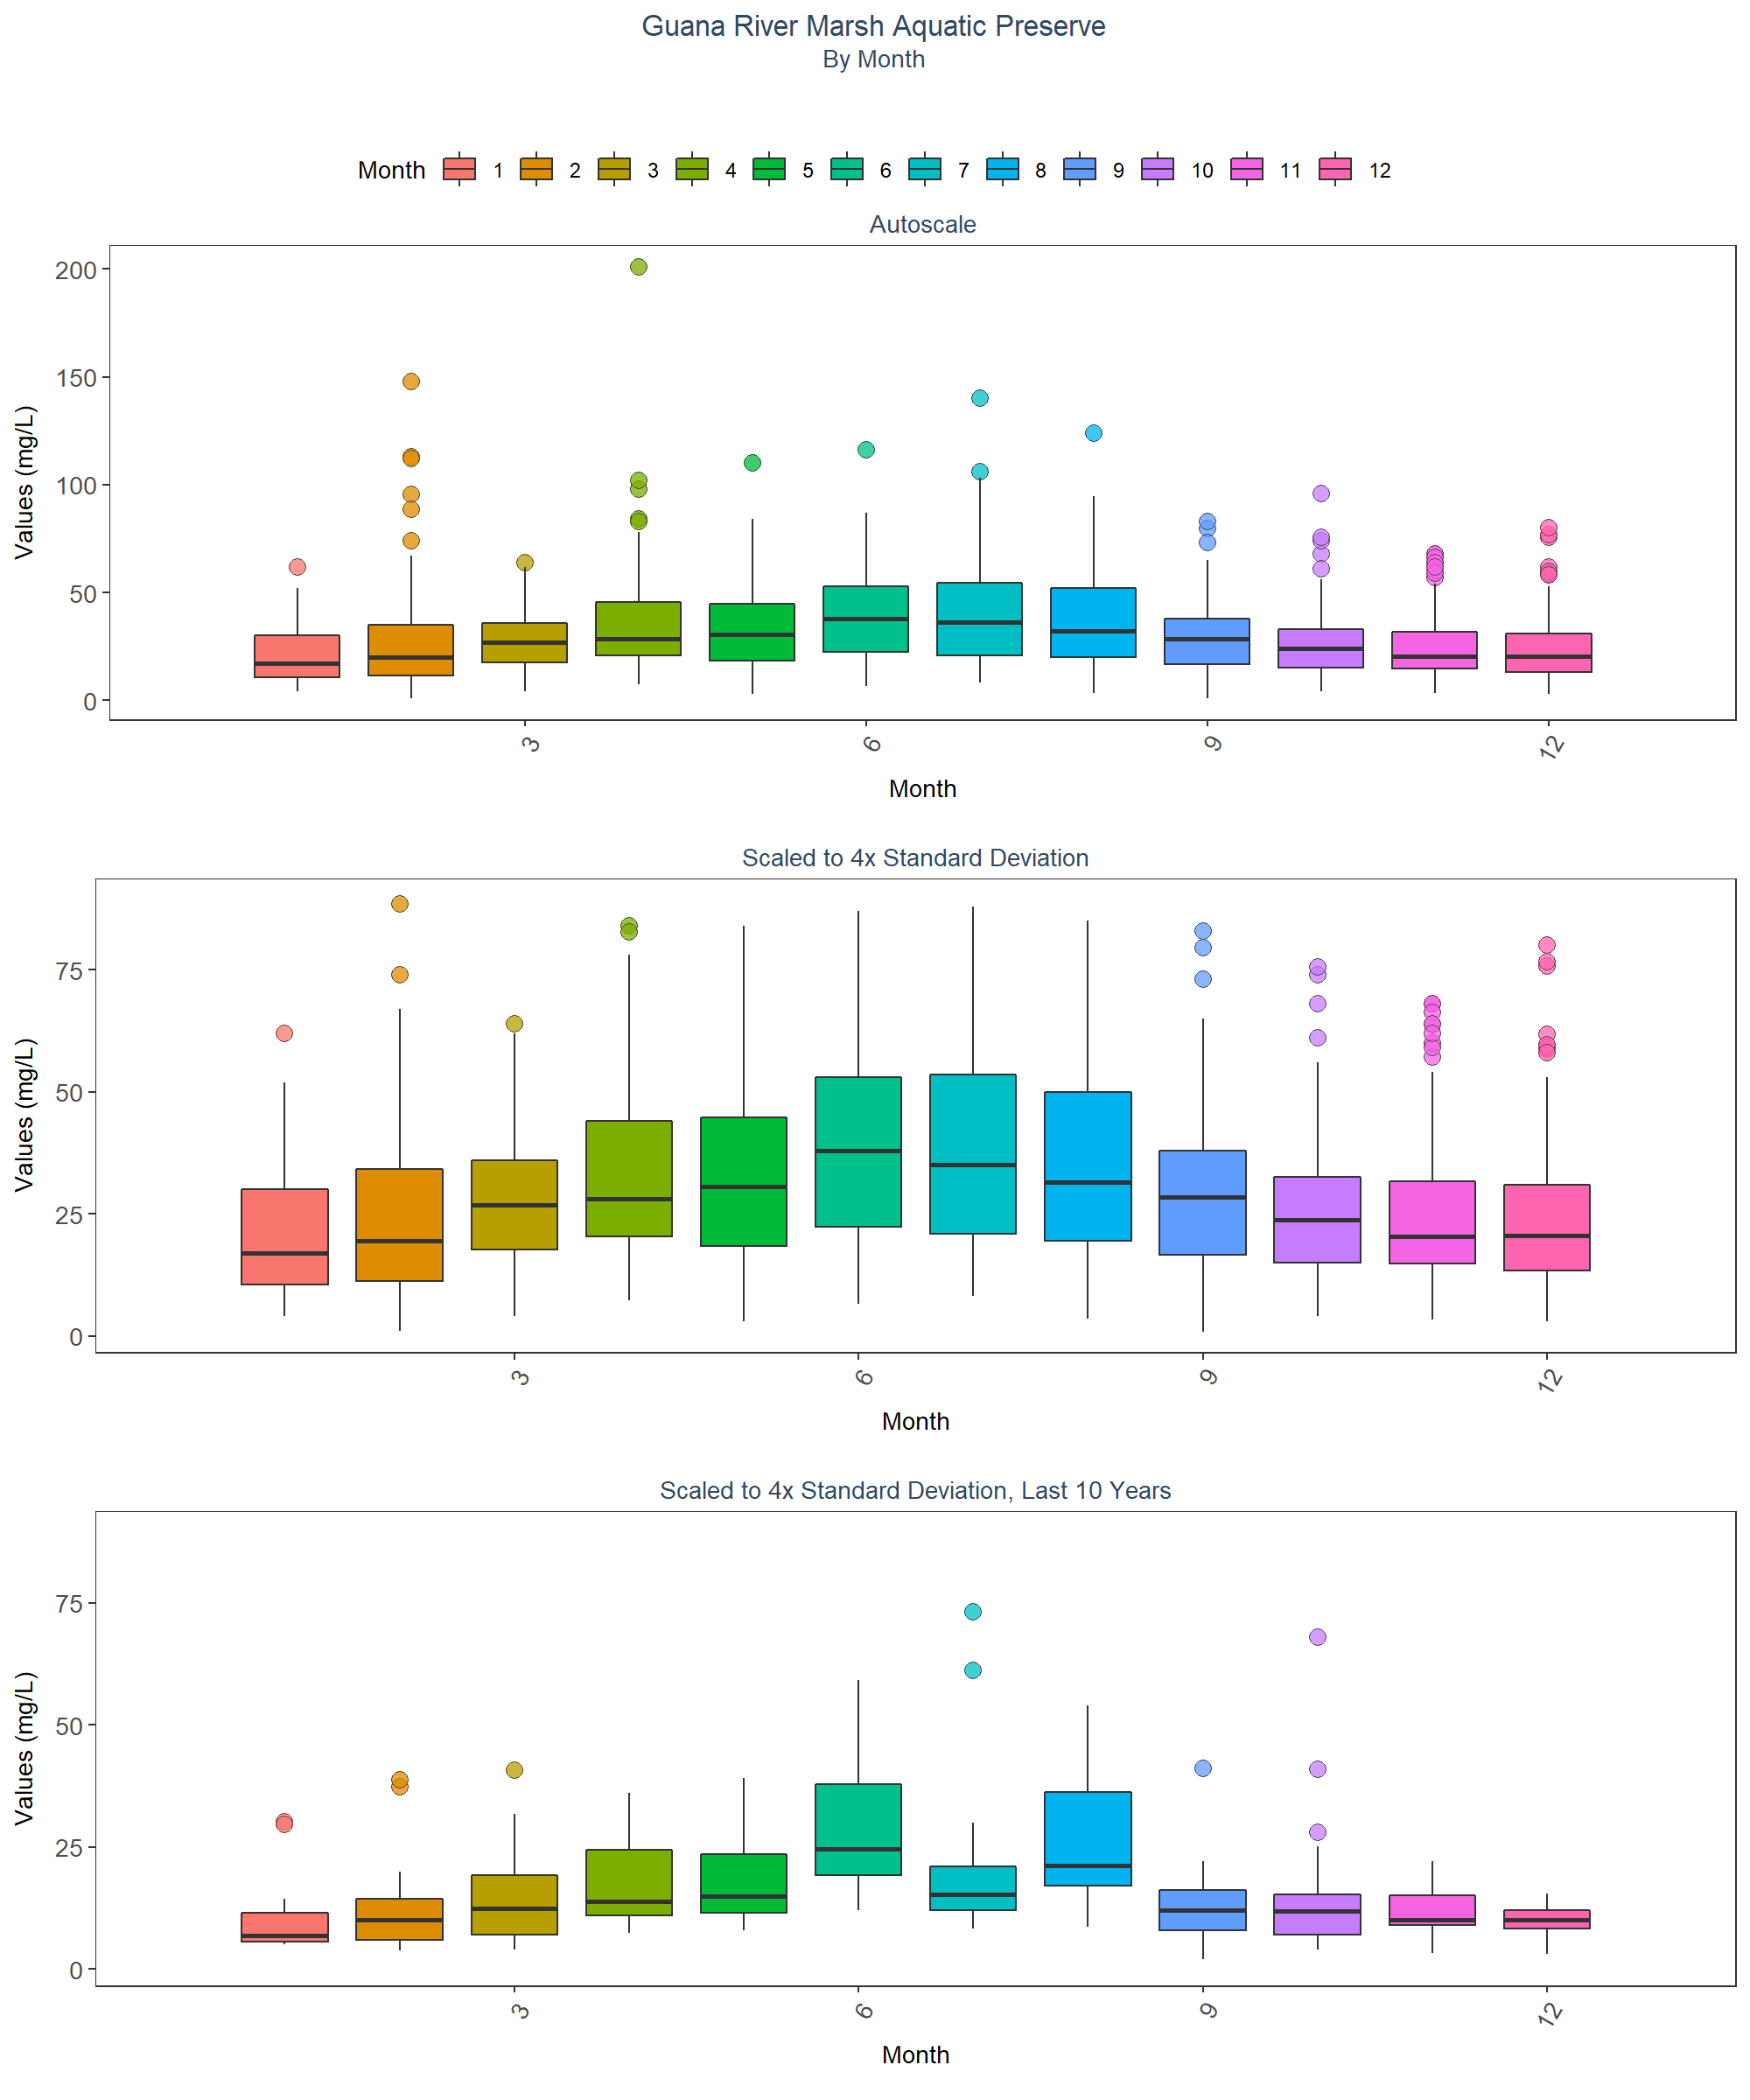 Guana River Marsh Aquatic Preserve
By Month
Month 1 2 3 4 5 6 7 8 9 10 11 12
Autoscale
Values (mg/L)
200
150
100
50
0
3 6 9 12
Month
Scaled to 4x Standard Deviation
Values (mg/L)
75
50
25
0
3 6 9 12
Month
Scaled to 4x Standard Deviation, Last 10 Years
Values (mg/L)
75
50
25
0
3 6 9 12
Month